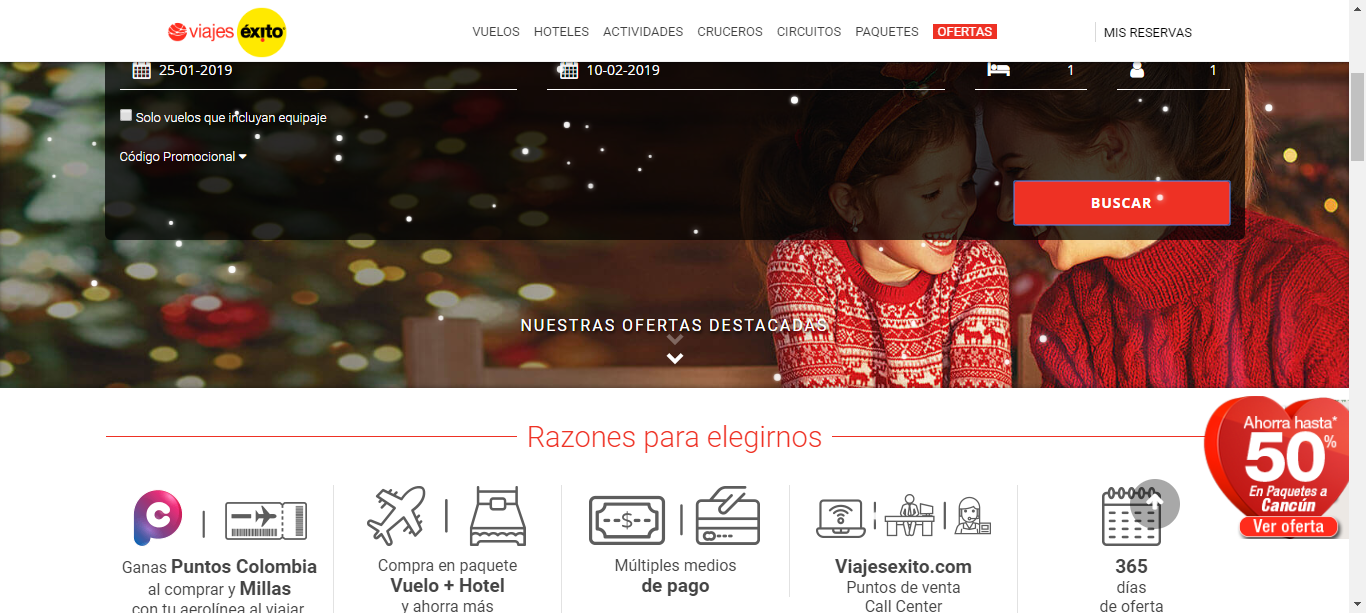 viajes éxito
VUELOS HOTELES ACTIVIDADES CRUCEROS CIRCUITOS PAQUETES OFERTAS MIS RESERVAS
25-01-2019 10-02-2019 1 1
Solo vuelos que incluyan equipaje
Código Promocional
BUSCAR
NUESTRAS OFERTAS DESTACADAS
Razones para elegirnos
Ahorra hasta*
50%
En Paquetes a
Cancún
Ver oferta
Ganas Puntos Colombia
al comprar y Millas
con tu aerolínea al viajar
Compra en paquete
Vuelo + Hotel
y ahorra más
Múltiples medios
de pago
Viajesexito.com
Puntos de venta
Call Center
365
días
de oferta